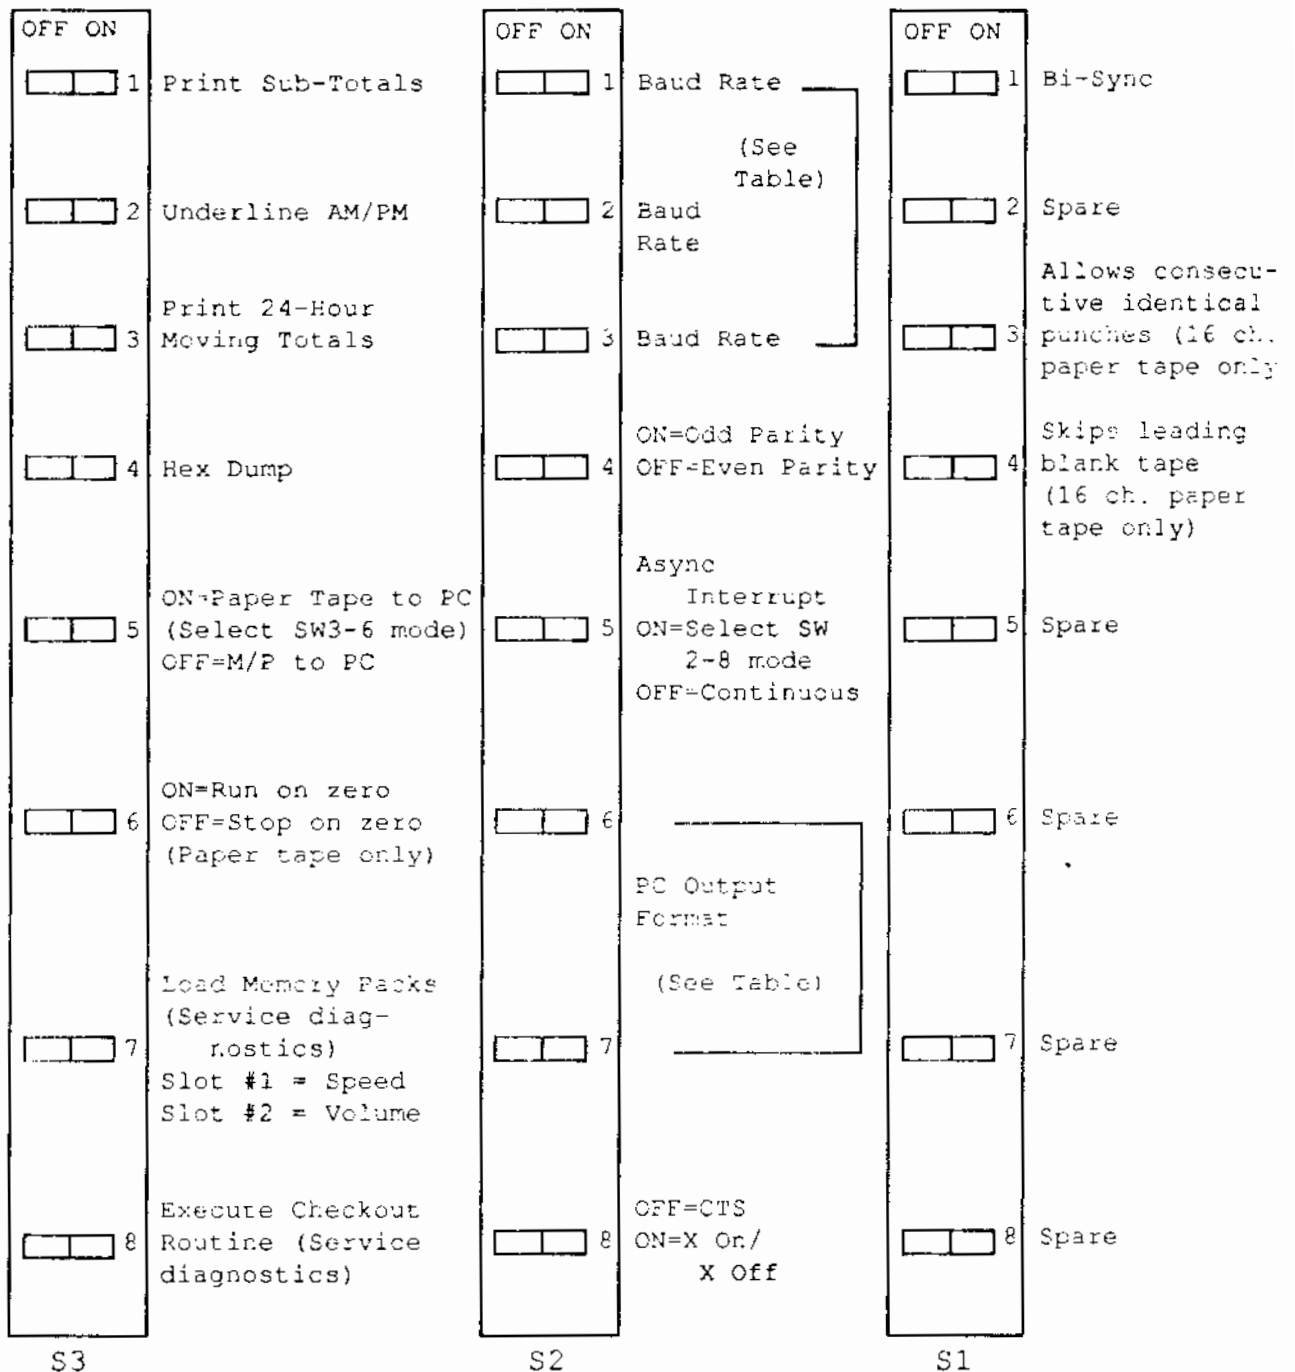 OFF ON
1 Print Sub-Totals
2 Underline AM/PM
Print 24-Hour
3 Moving Totals
4 Hex Dump
ON=Paper Tape to PC
5 (Select SW3-6 mode)
OFF=M/P to PC
ON=Run on zero
6 OFF=Stop on zero
(Paper tape only)
Load Memory Packs
(Service diag-
7 nostics)
Slot #1 = Speed
Slot #2 = Volume
Execute Checkout
8 Routine (Service
diagnostics)
S3
OFF ON
1 Baud Rate
(See
Table)
2 Baud
Rate
3 Baud Rate
ON=Odd Parity
4 OFF=Even Parity
Async
Interrupt
5 ON=Select SW
2-8 mode
OFF=Continuous
6
PC Output
Format
(See Table)
7
OFF=CTS
8 ON=X On/
X Off
S2
OFF ON
1 Bi-Sync
2 Spare
Allows consecu-
tive identical
3 punches (16 ch.
paper tape only
Skips leading
4 blank tape
(16 ch. paper
tape only)
5 Spare
6 Spare
7 Spare
8 Spare
S1